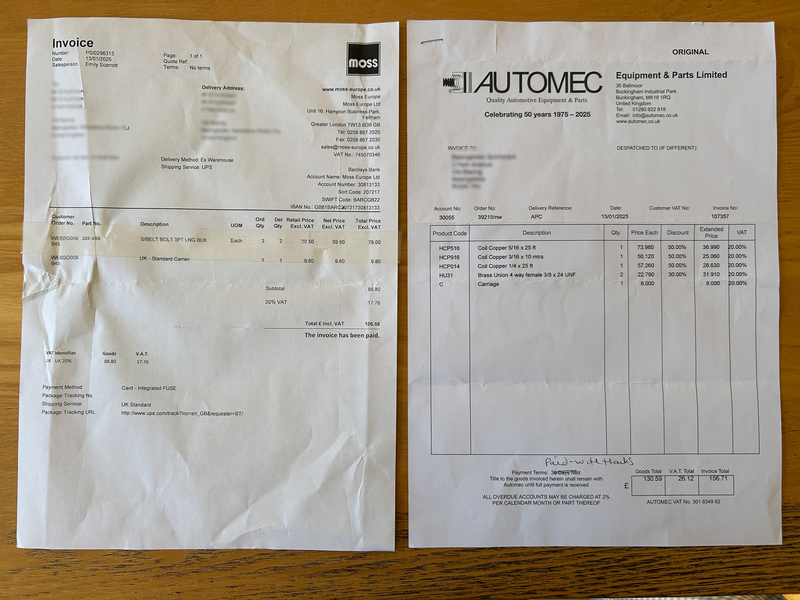 Invoice
Number: PSI0296313
Date 13/01/2025
Salesperson Emily Scarrott
Page: 1 of 1
Quote Ref.
Terms: No terms
moss
Delivery Address:
www.moss-europe.co.uk
Moss Europe
Moss Europe Ltd
Unit 16, Hampton Business Park,
Feltham
Greater London TW13 6DB GB
Tel: 0208 867 2020
Fax: 0208 867 2030
sales@moss-europe.co.uk
VAT No.: 745070346
Delivery Method: Ex Warehouse
Shipping Service: UPS
Barclays Bank
Account Name: Moss Europe Ltd
Account Number: 30813133
Sort Code: 207217
SWIFT Code: BARCGB22
Customer Order No. Part No. Description UOM Ord Qty Del Qty Retail Price Excl. VAT Net Price Excl. VAT Total Price Excl. VAT
S/BELT BOLT 3PT LNG BLK Each 2 2 39.50 39.50 79.00
UK - Standard Carrier 1 1 9.80 9.80 9.80
Subtotal 88.80
20% VAT 17.76
Total £ Incl. VAT 106.56
The invoice has been paid.
VAT Identifier Goods V.A.T.
UK 20% 88.80 17.76
Payment Method Card - Integrated FUSE
Package Tracking No.
Shipping Service UK Standard
Package Tracking URL http://www.ups.com/track?loc=en_GB&requester=ST/
ORIGINAL
AUTOMEC
Quality Automotive Equipment & Parts
Celebrating 50 years 1975 – 2025
Equipment & Parts Limited
36 Ballmoor
Buckingham Industrial Park
Buckingham, MK18 1RQ
United Kingdom
Tel: 01280 822 818
Email: info@automec.co.uk
www.automec.co.uk
INVOICE TO:
DESPATCHED TO (IF DIFFERENT):
Account No: Order No: Delivery Reference: Date: Customer VAT No: Invoice No:
30055 39215/rw APC 13/01/2025 107357
Product Code Description Qty. Price Each Discount Extended Price VAT
HCP516 Coil Copper 5/16 x 25 ft 1 73.980 50.00% 36.990 20.00%
HCP916 Coil Copper 3/16 x 10 mtrs 1 50.120 50.00% 25.060 20.00%
HCP014 Coil Copper 1/4 x 25 ft 1 57.260 50.00% 28.630 20.00%
HU31 Brass Union 4 way female 3/8 x 24 UNF 2 22.790 30.00% 31.910 20.00%
C Carriage 1 8.000 8.000 20.00%
Paid-with thanks
Payment Terms: 30 Days Nett
Title to the goods invoiced herein shall remain with
Automec until full payment is received
ALL OVERDUE ACCOUNTS MAY BE CHARGED AT 2%
PER CALENDAR MONTH OR PART THEREOF
Goods Total V.A.T. Total Invoice Total
£ 130.59 26.12 156.71
AUTOMEC VAT No. 301 8349 82